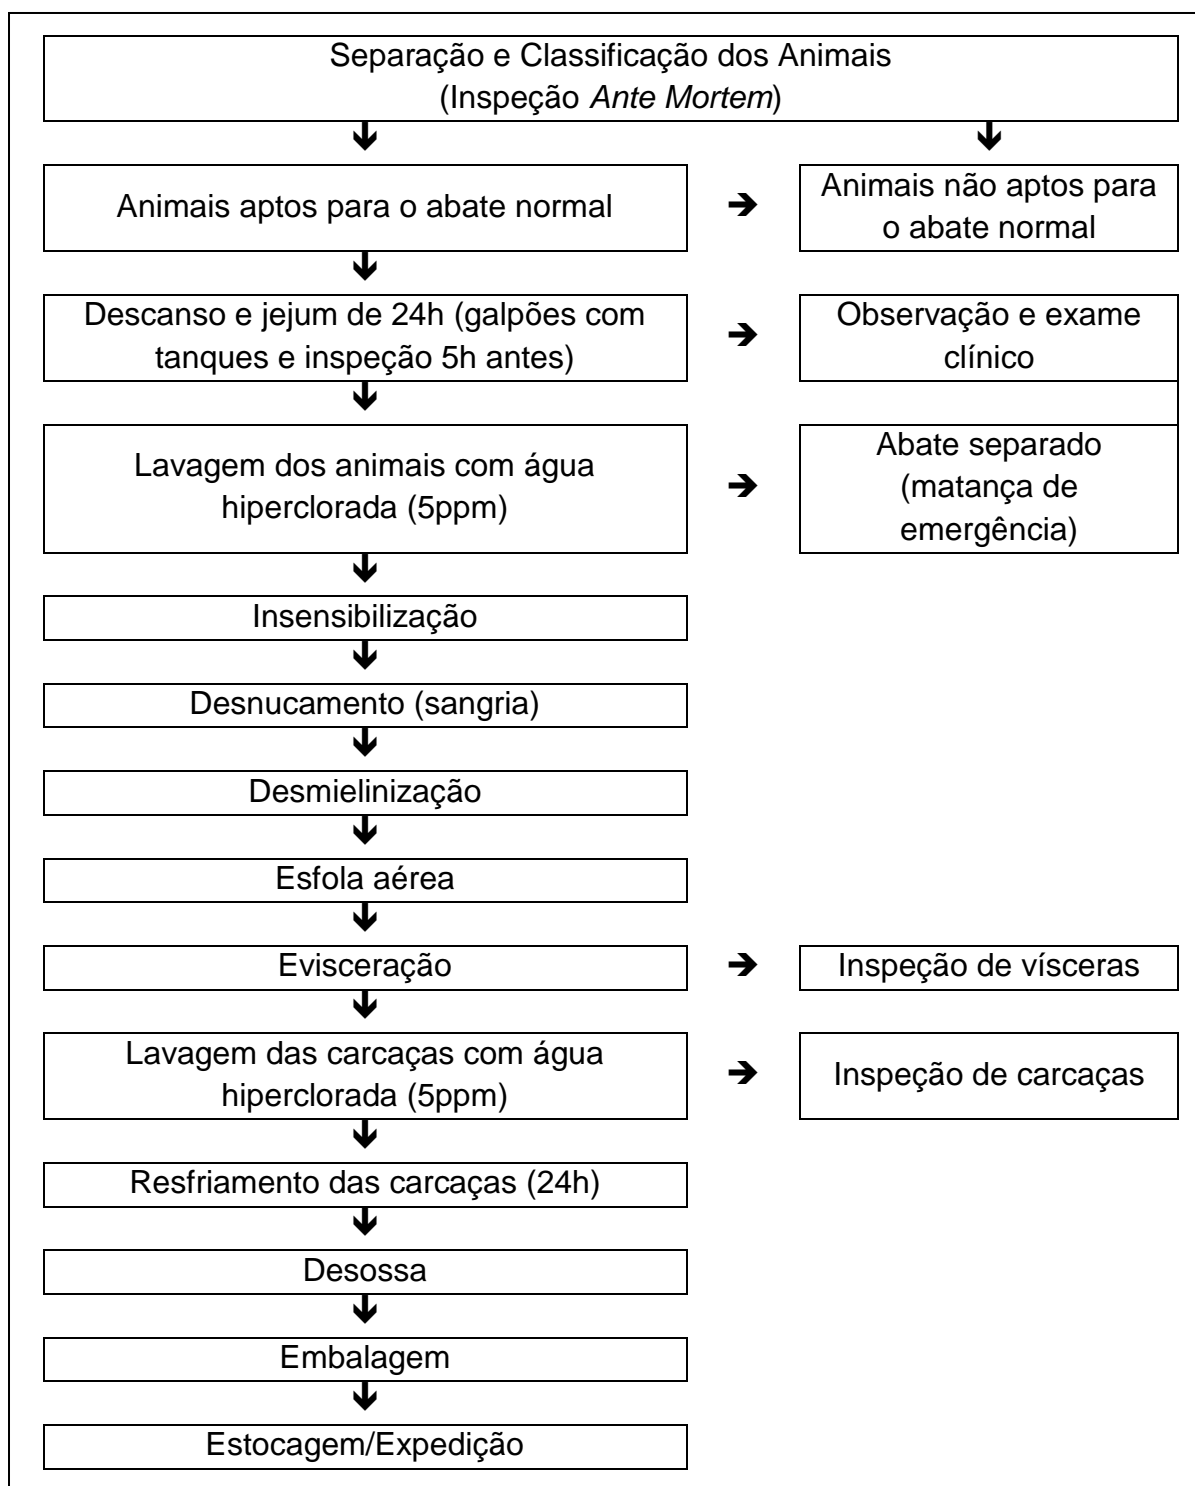 Separação e Classificação dos Animais
(Inspeção Ante Mortem)
Animais aptos para o abate normal
Animais não aptos para
o abate normal
Descanso e jejum de 24h (galpões com
tanques e inspeção 5h antes)
Observação e exame
clínico
Lavagem dos animais com água
hiperclorada (5ppm)
Abate separado
(matança de
emergência)
Insensibilização
Desnucamento (sangria)
Desmielinização
Esfola aérea
Evisceração
Inspeção de vísceras
Lavagem das carcaças com água
hiperclorada (5ppm)
Inspeção de carcaças
Resfriamento das carcaças (24h)
Desossa
Embalagem
Estocagem/Expedição